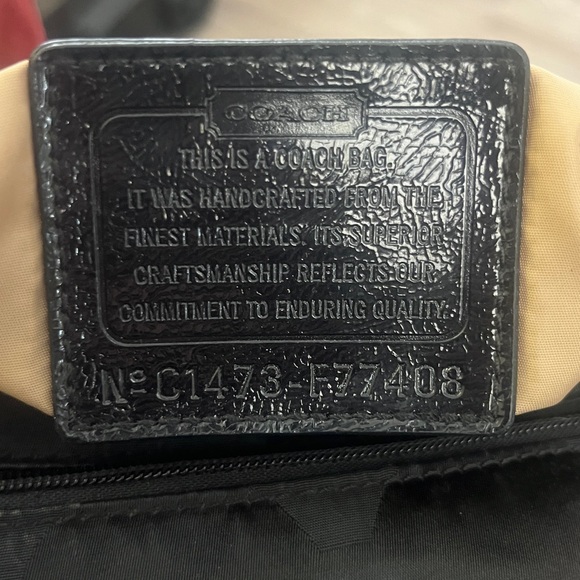 COACH
THIS IS A COACH BAG.
IT WAS HANDCRAFTED FROM THE
FINEST MATERIALS. ITS SUPERIOR
CRAFTSMANSHIP REFLECTS OUR
COMMITMENT TO ENDURING QUALITY.
Nº C1473-F77408